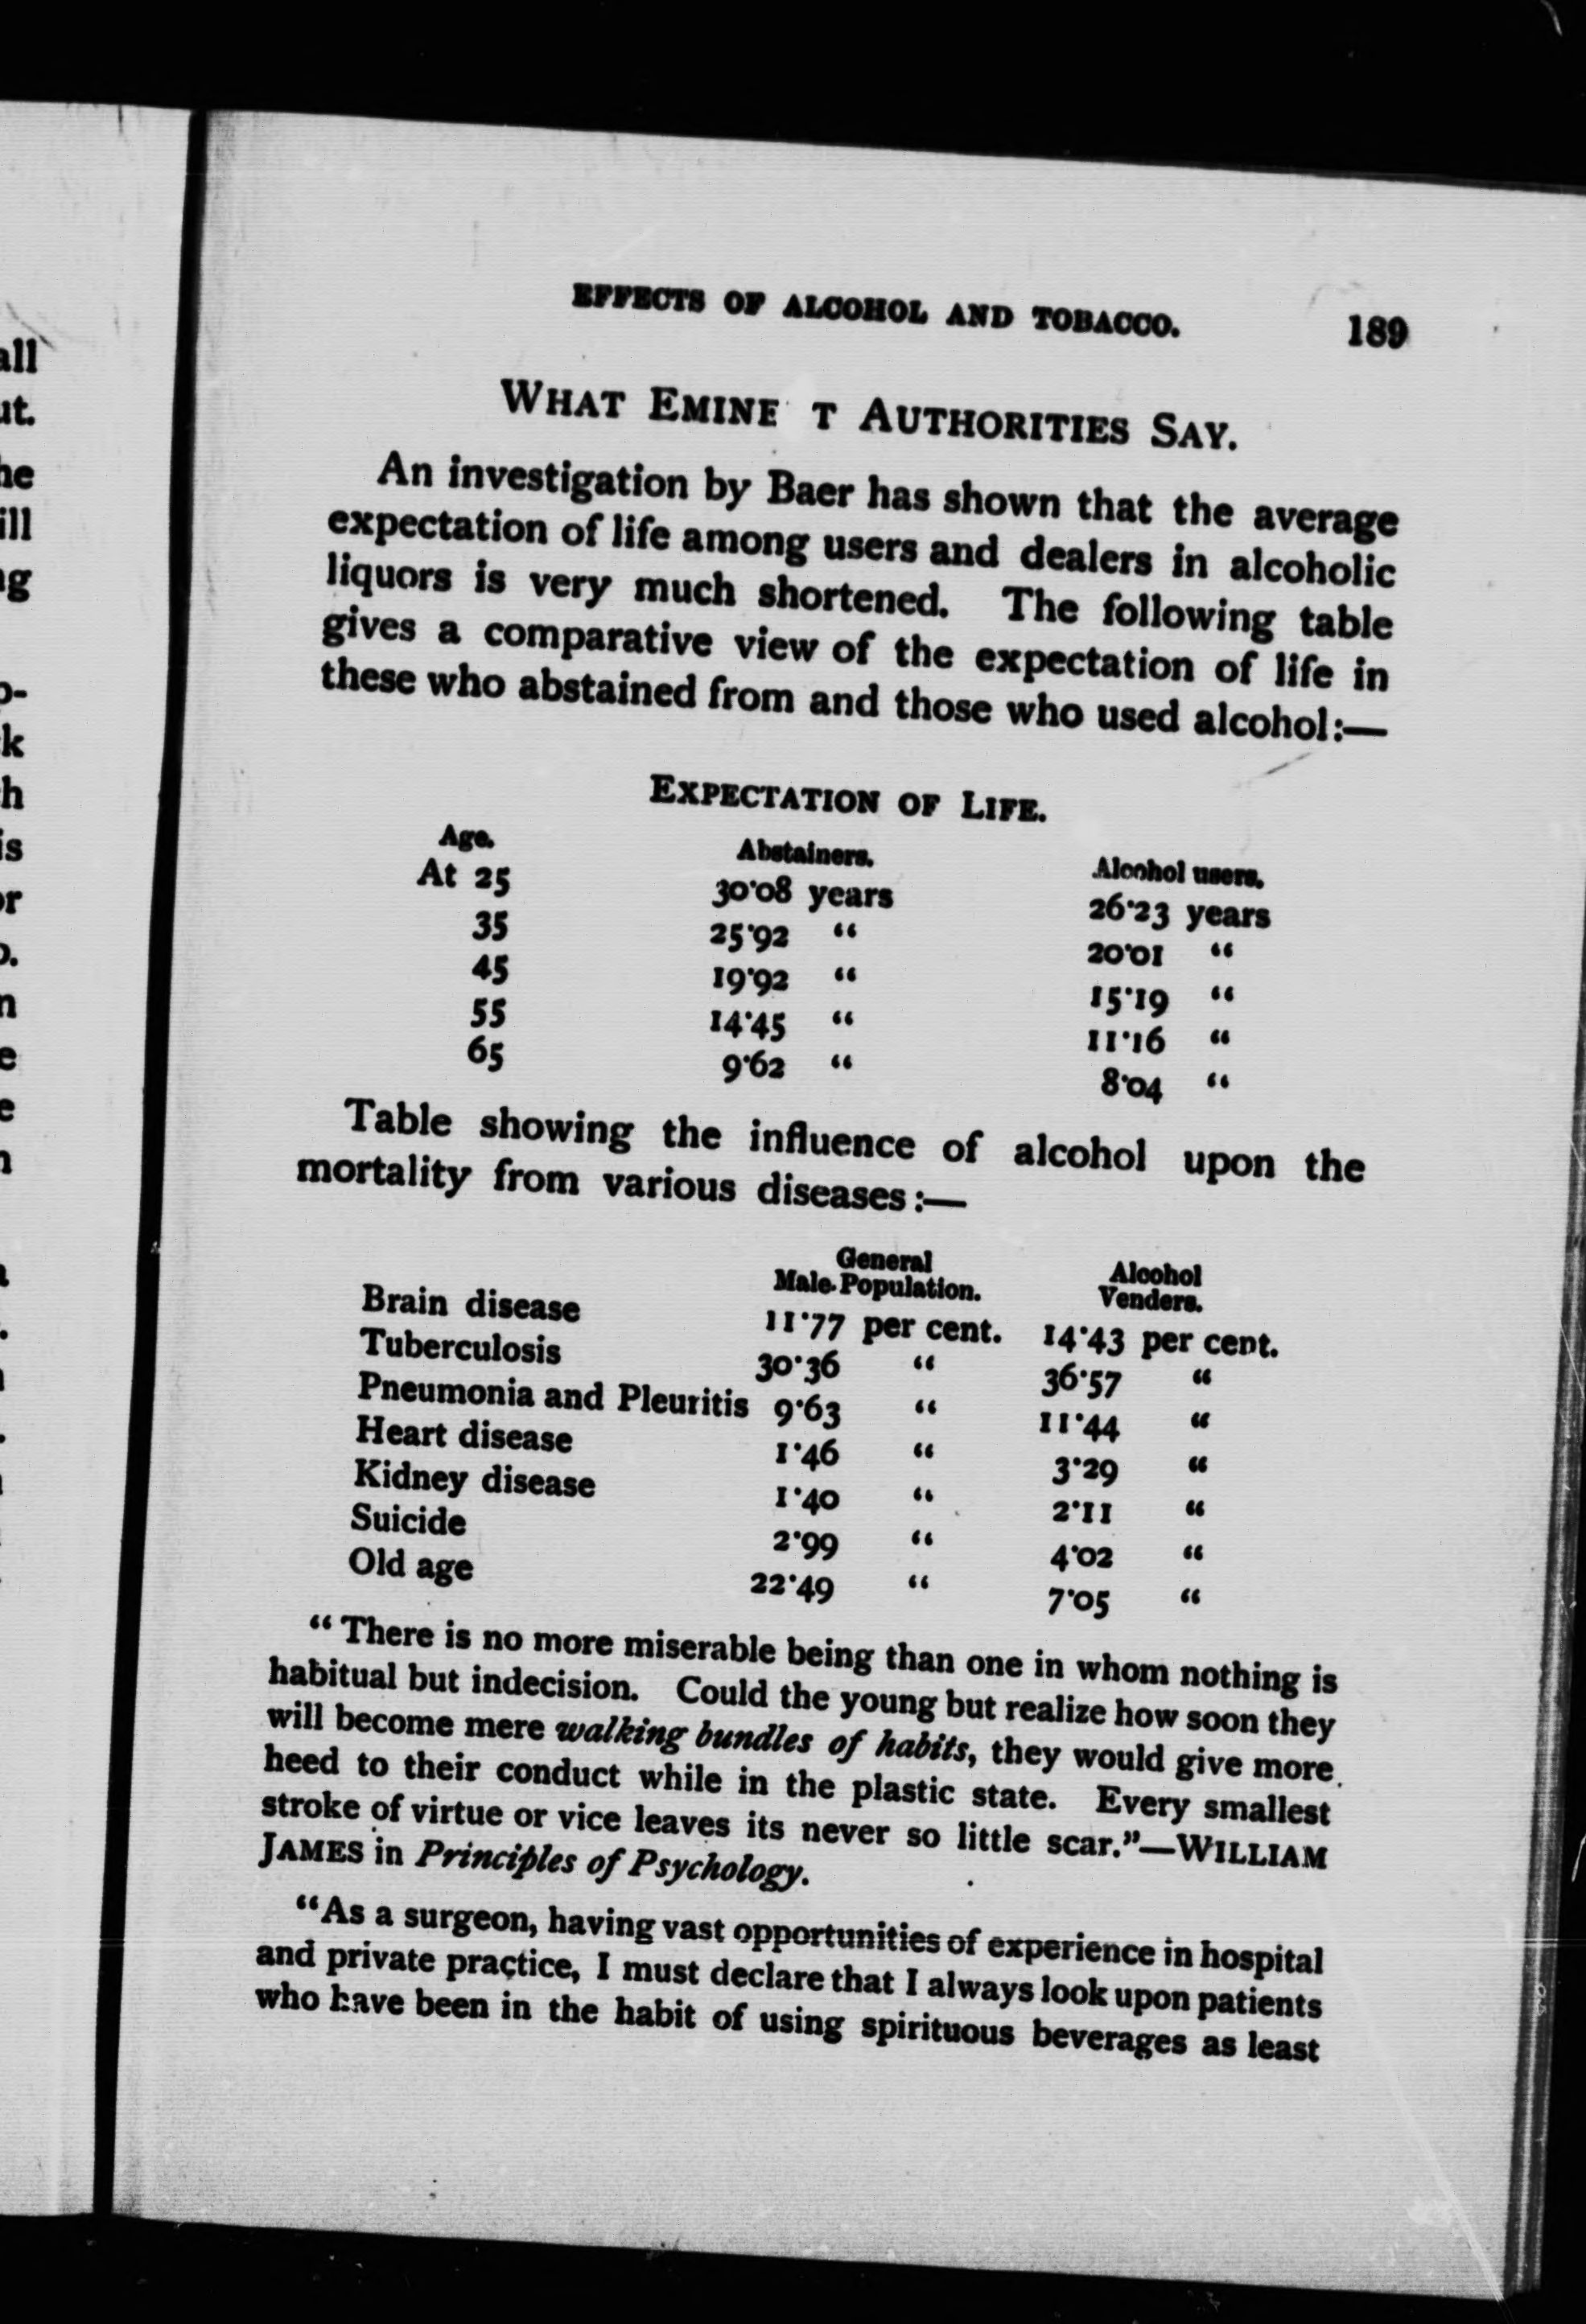 EFFECTS OF ALCOHOL AND TOBACCO. 189
WHAT EMINE T AUTHORITIES SAY.
An investigation by Baer has shown that the average
expectation of life among users and dealers in alcoholic
liquors is very much shortened. The following table
gives a comparative view of the expectation of life in
these who abstained from and those who used alcohol:—
EXPECTATION OF LIFE.
Age. Abstainers. Alcohol users.
At 25 30·08 years 26·23 years
35 25·92 “ 20·01 “
45 19·92 “ 15·19 “
55 14·45 “ 11·16 “
65 9·62 “ 8·04 “
Table showing the influence of alcohol upon the
mortality from various diseases:—
General Alcohol
Male Population. Venders.
Brain disease 11·77 per cent. 14·43 per cent.
Tuberculosis 30·36 “ 36·57 “
Pneumonia and Pleuritis 9·63 “ 11·44 “
Heart disease 1·46 “ 3·29 “
Kidney disease 1·40 “ 2·11 “
Suicide 2·99 “ 4·02 “
Old age 22·49 “ 7·05 “
“There is no more miserable being than one in whom nothing is
habitual but indecision. Could the young but realize how soon they
will become mere walking bundles of habits, they would give more
heed to their conduct while in the plastic state. Every smallest
stroke of virtue or vice leaves its never so little scar.”—WILLIAM
JAMES in Principles of Psychology.
“As a surgeon, having vast opportunities of experience in hospital
and private practice, I must declare that I always look upon patients
who have been in the habit of using spirituous beverages as least